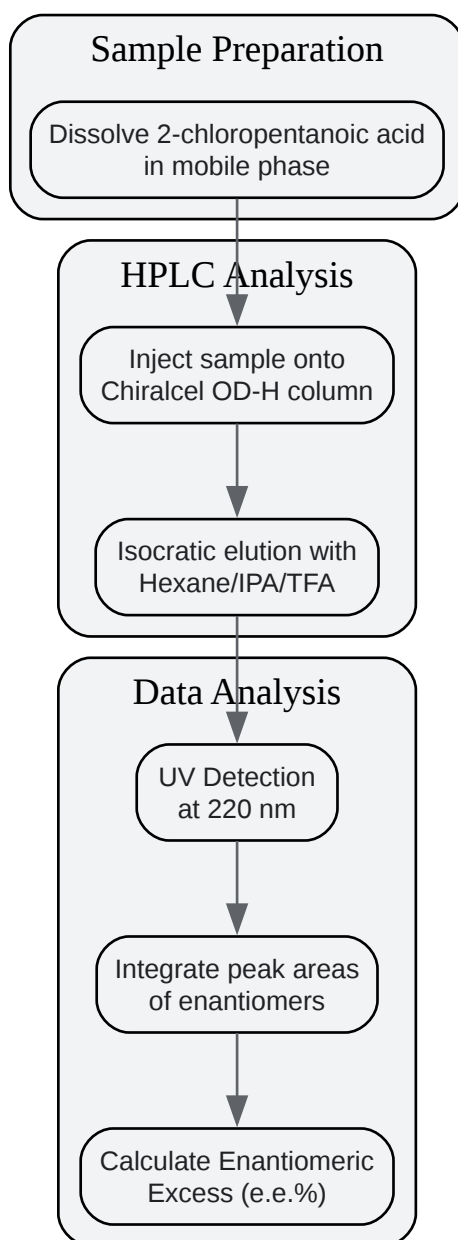 Sample Preparation
Dissolve 2-chloropentanoic acid
in mobile phase
HPLC Analysis
Inject sample onto
Chiralcel OD-H column
Isocratic elution with
Hexane/IPA/TFA
Data Analysis
UV Detection
at 220 nm
Integrate peak areas
of enantiomers
Calculate Enantiomeric
Excess (e.e.%)